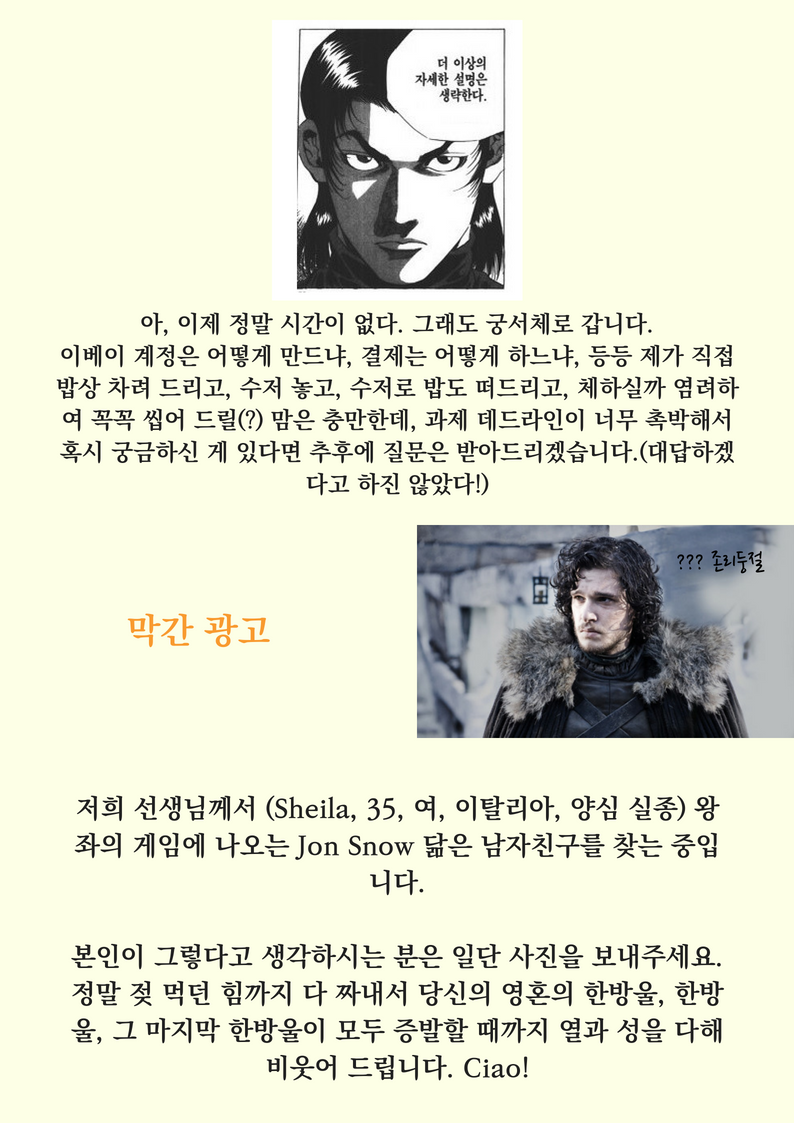 더 이상의
자세한 설명은
생략한다.
아, 이제 정말 시간이 없다. 그래도 궁서체로 갑니다.
이베이 계정은 어떻게 만드냐, 결제는 어떻게 하느냐, 등등 제가 직접
밥상 차려 드리고, 수저 놓고, 수저로 밥도 떠드리고, 체하실까 염려하
여 꼭꼭 씹어 드릴(?) 맘은 충만한데, 과제 데드라인이 너무 촉박해서
혹시 궁금하신 게 있다면 추후에 질문은 받아드리겠습니다.(대답하겠
다고 하진 않았다!)
??? 존리둥절
막간 광고
저희 선생님께서 (Sheila, 35, 여, 이탈리아, 양심 실종) 왕
좌의 게임에 나오는 Jon Snow 닮은 남자친구를 찾는 중입
니다.
본인이 그렇다고 생각하시는 분은 일단 사진을 보내주세요.
정말 젖 먹던 힘까지 다 짜내서 당신의 영혼의 한방울, 한방
울, 그 마지막 한방울이 모두 증발할 때까지 열과 성을 다해
비웃어 드립니다. Ciao!